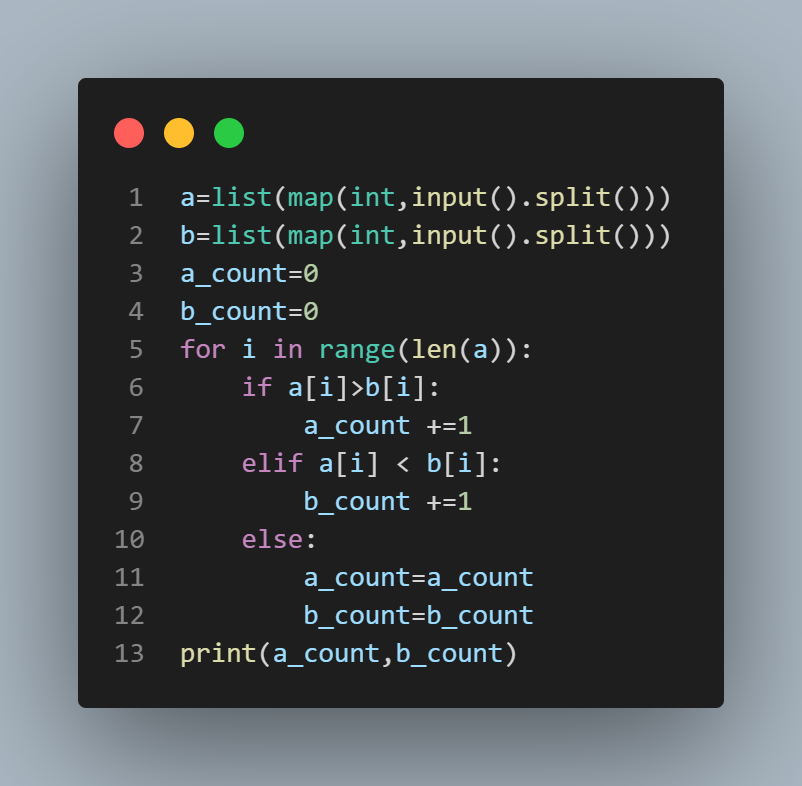 1 a=list(map(int,input().split()))
2 b=list(map(int,input().split()))
3 a_count=0
4 b_count=0
5 for i in range(len(a)):
6     if a[i]>b[i]:
7         a_count +=1
8     elif a[i] < b[i]:
9         b_count +=1
10     else:
11         a_count=a_count
12         b_count=b_count
13 print(a_count,b_count)